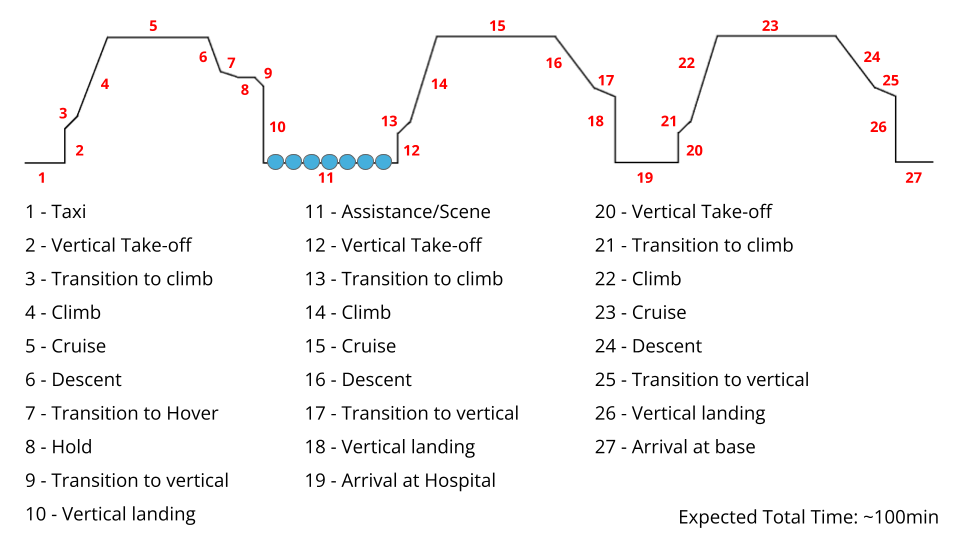 5
15
23
6
7
9
16
22
24
4
8
14
17
25
3
10
13
18
21
26
2
12
20
1
11
19
27
1 - Taxi
2 - Vertical Take-off
3 - Transition to climb
4 - Climb
5 - Cruise
6 - Descent
7 - Transition to Hover
8 - Hold
9 - Transition to vertical
10 - Vertical landing
11 - Assistance/Scene
12 - Vertical Take-off
13 - Transition to climb
14 - Climb
15 - Cruise
16 - Descent
17 - Transition to vertical
18 - Vertical landing
19 - Arrival at Hospital
20 - Vertical Take-off
21 - Transition to climb
22 - Climb
23 - Cruise
24 - Descent
25 - Transition to vertical
26 - Vertical landing
27 - Arrival at base
Expected Total Time: ~100min